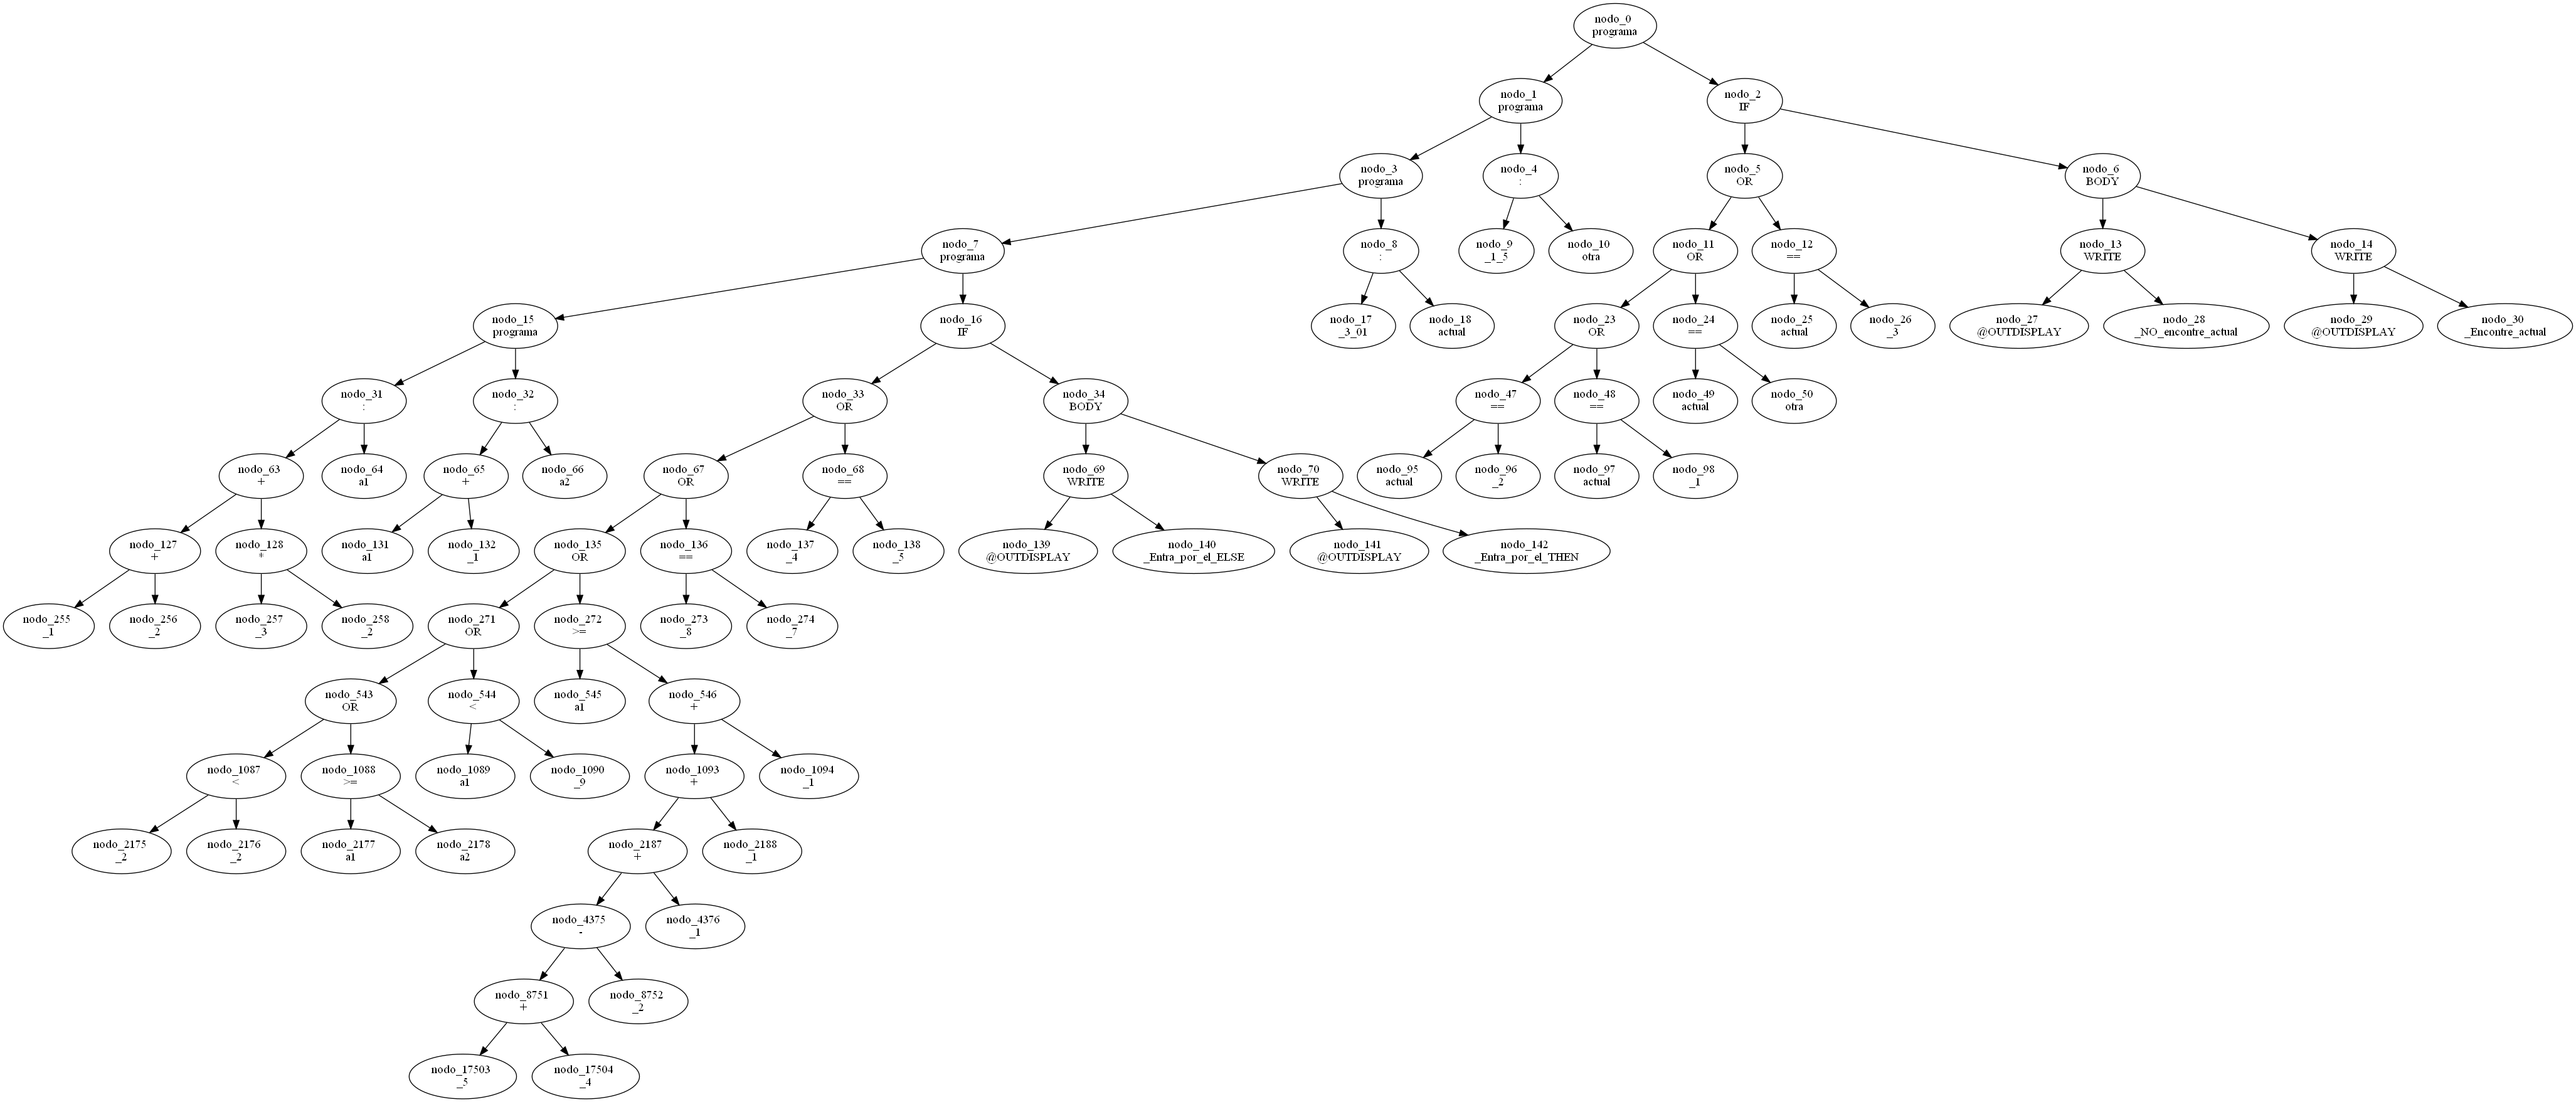 nodo_0
programa
nodo_1
programa
nodo_2
IF
nodo_3
programa
nodo_4
:
nodo_5
OR
nodo_6
BODY
nodo_7
programa
nodo_8
:
nodo_9
_1_5
nodo_10
otra
nodo_11
OR
nodo_12
==
nodo_13
WRITE
nodo_14
WRITE
nodo_15
programa
nodo_16
IF
nodo_17
_3_01
nodo_18
actual
nodo_23
OR
nodo_24
==
nodo_25
actual
nodo_26
_3
nodo_27
@OUTDISPLAY
nodo_28
_NO_encontre_actual
nodo_29
@OUTDISPLAY
nodo_30
_Encontre_actual
nodo_31
:
nodo_32
:
nodo_33
OR
nodo_34
BODY
nodo_47
==
nodo_48
==
nodo_49
actual
nodo_50
otra
nodo_63
+
nodo_64
a1
nodo_65
+
nodo_66
a2
nodo_67
OR
nodo_68
==
nodo_69
WRITE
nodo_70
WRITE
nodo_95
actual
nodo_96
_2
nodo_97
actual
nodo_98
_1
nodo_127
+
nodo_128
*
nodo_131
a1
nodo_132
_1
nodo_135
OR
nodo_136
==
nodo_137
_4
nodo_138
_5
nodo_139
@OUTDISPLAY
nodo_140
_Entra_por_el_ELSE
nodo_141
@OUTDISPLAY
nodo_142
_Entra_por_el_THEN
nodo_255
_1
nodo_256
_2
nodo_257
_3
nodo_258
_2
nodo_271
OR
nodo_272
>=
nodo_273
_8
nodo_274
_7
nodo_543
OR
nodo_544
<
nodo_545
a1
nodo_546
+
nodo_1087
<
nodo_1088
>=
nodo_1089
a1
nodo_1090
_9
nodo_1093
+
nodo_1094
_1
nodo_2175
_2
nodo_2176
_2
nodo_2177
a1
nodo_2178
a2
nodo_2187
+
nodo_2188
_1
nodo_4375
-
nodo_4376
_1
nodo_8751
+
nodo_8752
_2
nodo_17503
_5
nodo_17504
_4